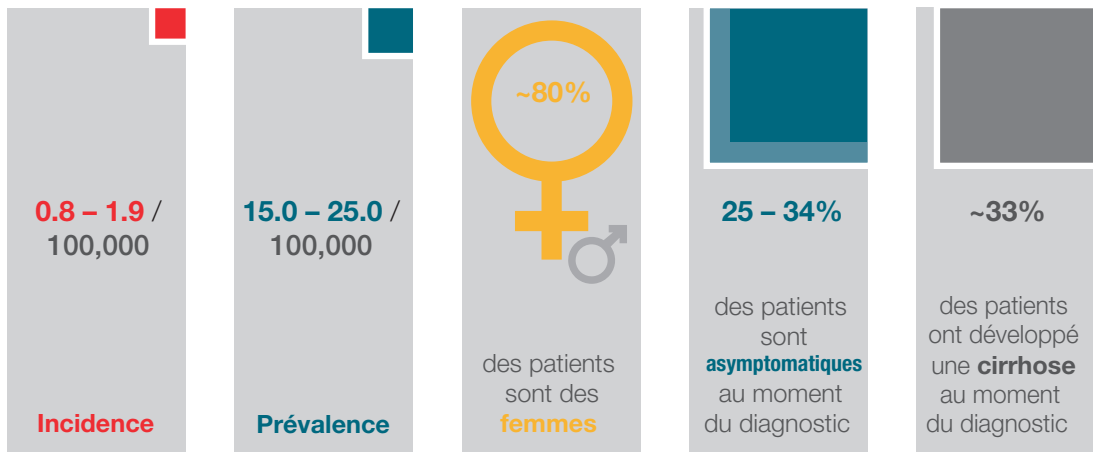 0.8 – 1.9 /
100,000
Incidence
15.0 – 25.0 /
100,000
Prévalence
~80%
des patients
sont des
femmes
25 – 34%
des patients
sont
asymptomatiques
au moment
du diagnostic
~33%
des patients
ont développé
une cirrhose
au moment
du diagnostic